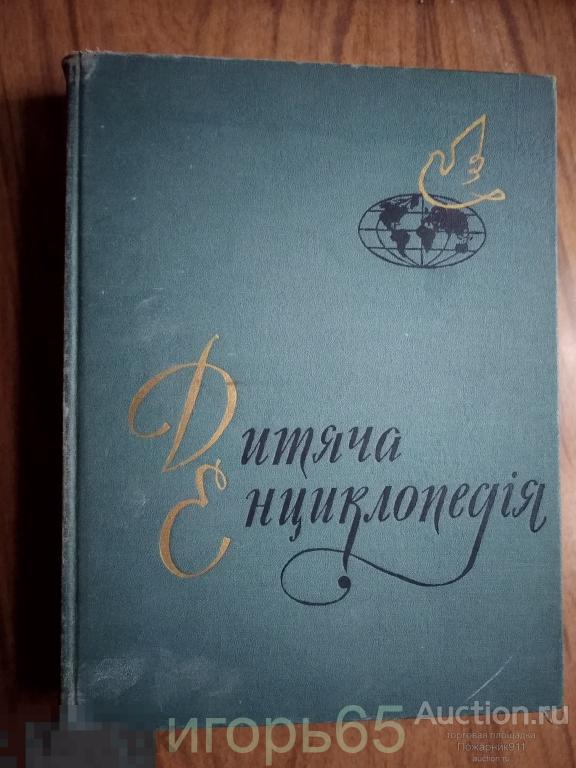 Дитяча
Енциклопедія
игорь65
Auction.ru
торговая площадка
Пожарник911
auction.ru